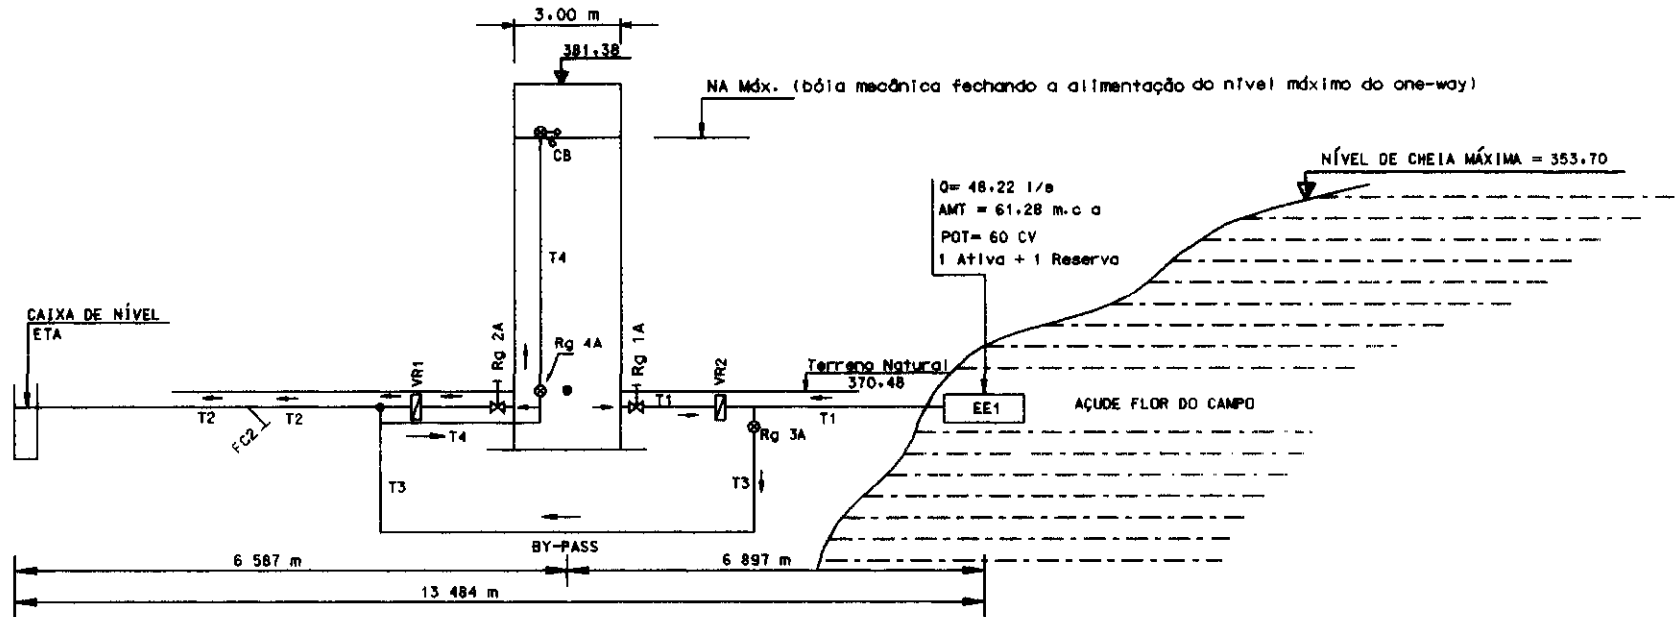 3.00 m
381.38
NA Máx. (bóia mecânica fechando a alimentação do nível máximo do one-way)
CB
NÍVEL DE CHEIA MÁXIMA = 353.70
Q= 48.22 l/s
AMT = 61.28 m.c a
POT= 60 CV
1 Ativa + 1 Reserva
T4
CAIXA DE NÍVEL
ETA
VR1
Rg 2A
Rg 4A
Rg 1A
VR2
Terreno Natural
370.48
T2
FC2
T2
T4
T1
T1
EE1
AÇUDE FLOR DO CAMPO
Rg 3A
T3
T3
BY-PASS
6 587 m
6 897 m
13 484 m